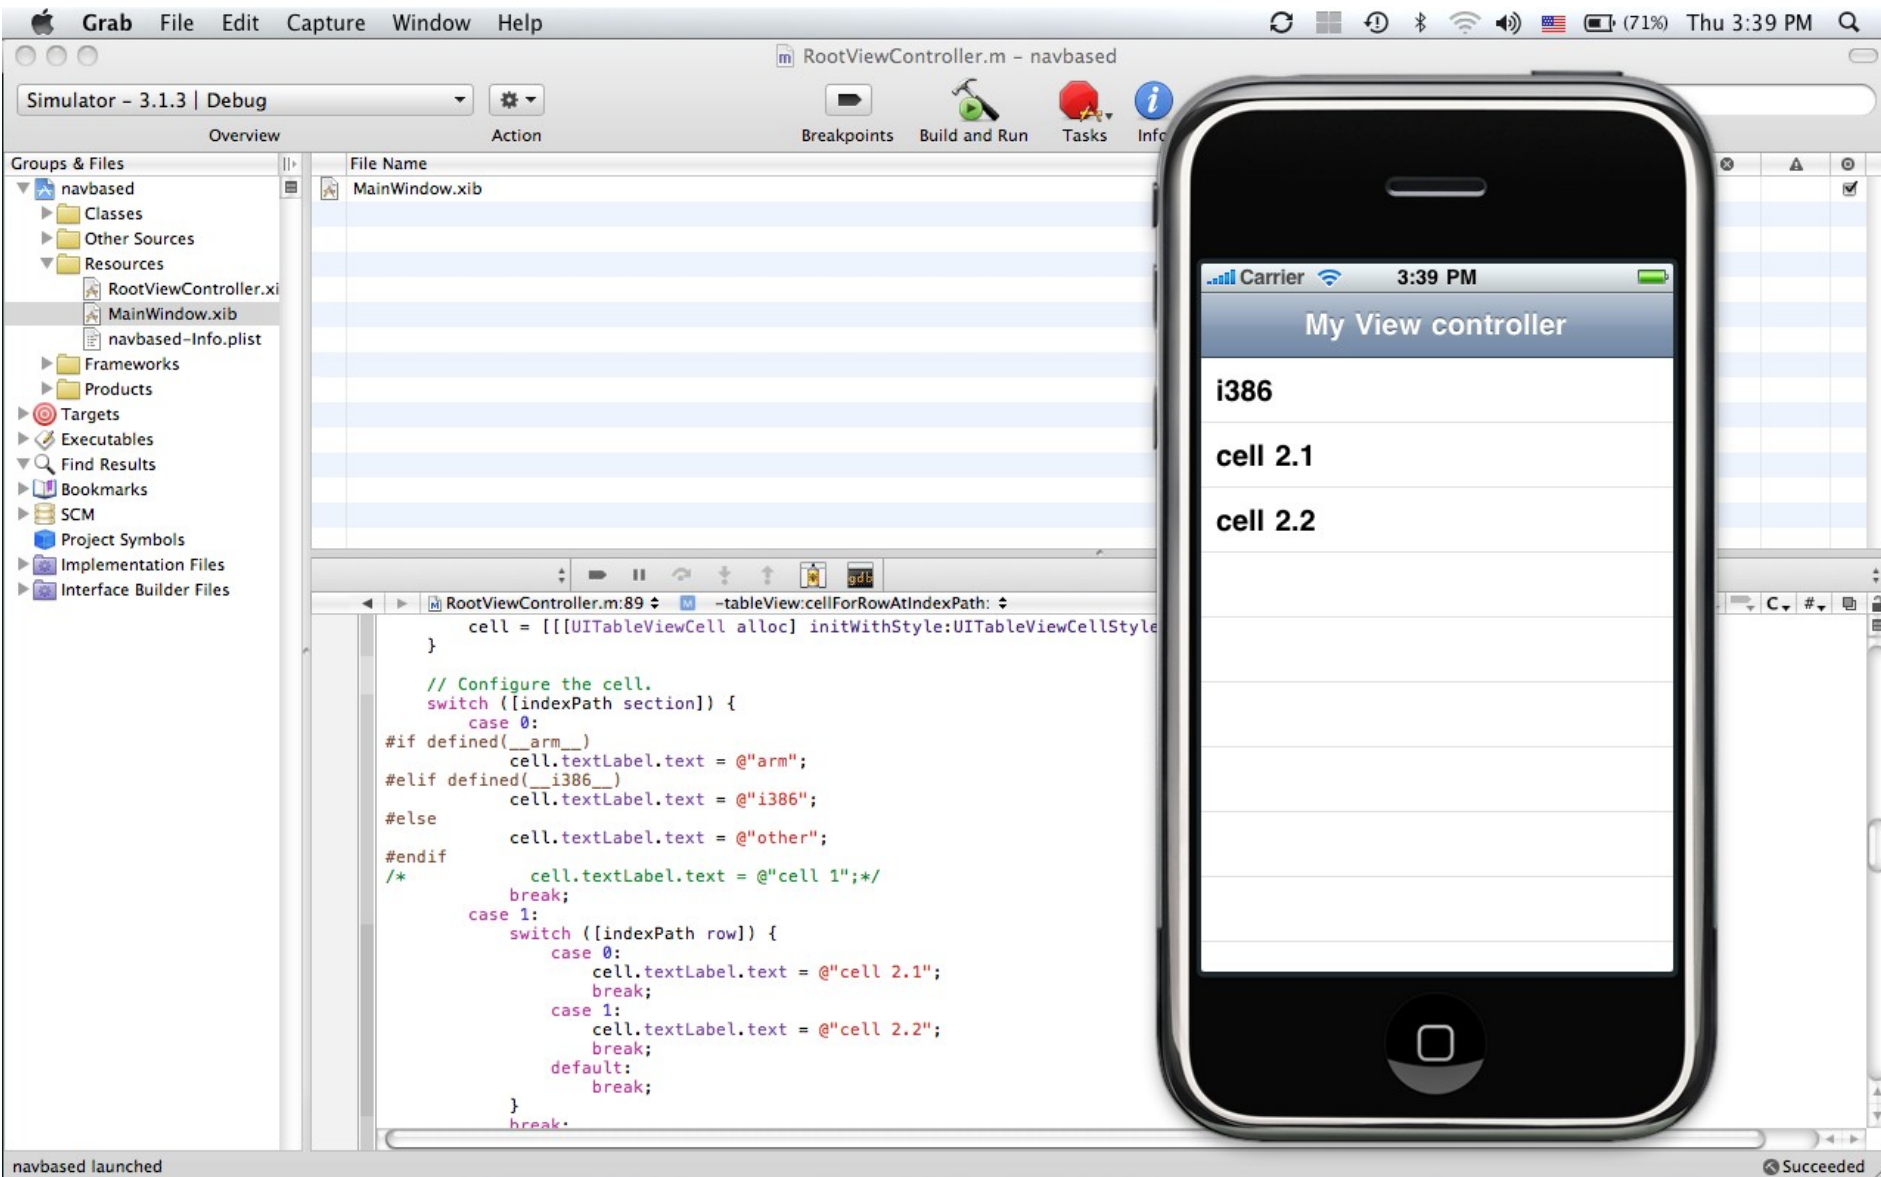 Grab File Edit Capture Window Help (71%) Thu 3:39 PM
RootViewController.m – navbased
Simulator – 3.1.3 | Debug
Overview Action Breakpoints Build and Run Tasks Info
Groups & Files File Name
navbased MainWindow.xib
Classes
Other Sources
Resources
RootViewController.xi
MainWindow.xib
navbased-Info.plist
Frameworks
Products
Targets
Executables
Find Results
Bookmarks
SCM
Project Symbols
Implementation Files
Interface Builder Files
gdb
RootViewController.m:89 M -tableView:cellForRowAtIndexPath: C #
cell = [[[UITableViewCell alloc] initWithStyle:UITableViewCellStyle
}
// Configure the cell.
switch ([indexPath section]) {
case 0:
#if defined(__arm__)
cell.textLabel.text = @"arm";
#elif defined(__i386__)
cell.textLabel.text = @"i386";
#else
cell.textLabel.text = @"other";
#endif
/* cell.textLabel.text = @"cell 1";*/
break;
case 1:
switch ([indexPath row]) {
case 0:
cell.textLabel.text = @"cell 2.1";
break;
case 1:
cell.textLabel.text = @"cell 2.2";
break;
default:
break;
}
break;
navbased launched Succeeded
Carrier 3:39 PM
My View controller
i386
cell 2.1
cell 2.2